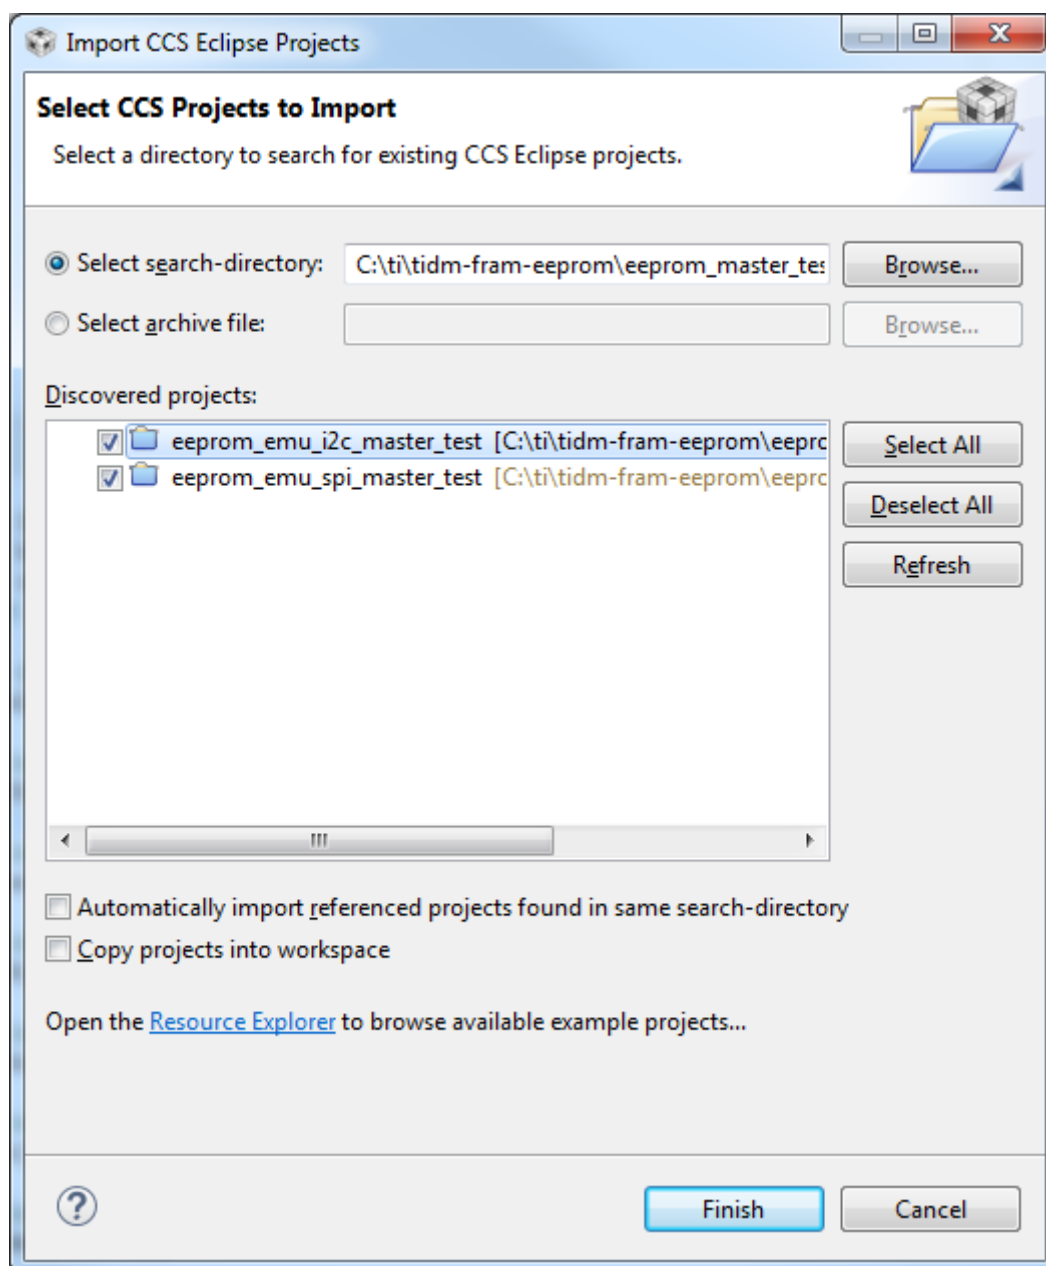 Import CCS Eclipse Projects
Select CCS Projects to Import
Select a directory to search for existing CCS Eclipse projects.
Select search-directory: C:\ti\tidm-fram-eeprom\eeprom_master_tes Browse...
Select archive file: Browse...
Discovered projects:
eeprom_emu_i2c_master_test [C:\ti\tidm-fram-eeprom\eepro Select All
eeprom_emu_spi_master_test [C:\ti\tidm-fram-eeprom\eepro
Deselect All
Refresh
Automatically import referenced projects found in same search-directory
Copy projects into workspace
Open the Resource Explorer to browse available example projects...
? Finish Cancel